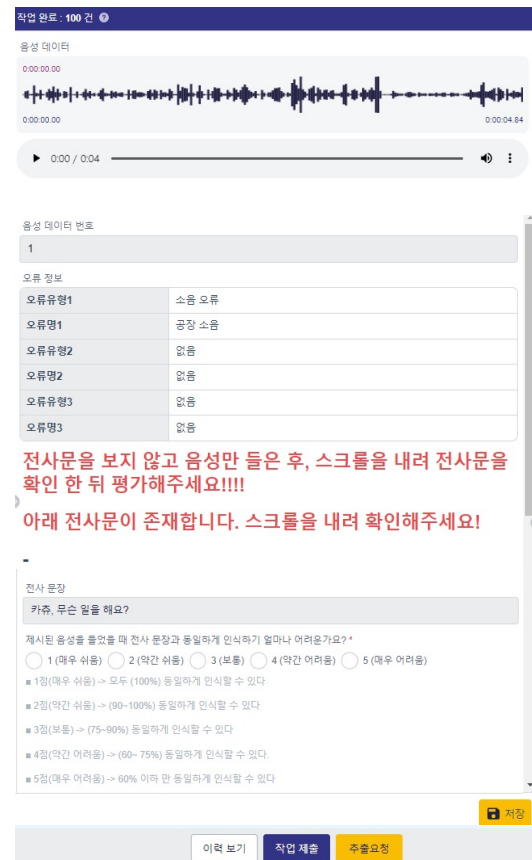 작업 완료 : 100 건 ?
음성 데이터
0:00:00.00
0:00:00.00 0:00:04.84
0:00 / 0:04
음성 데이터 번호
1
오류 정보
오류유형1 소음 오류
오류명1 공장 소음
오류유형2 없음
오류명2 없음
오류유형3 없음
오류명3 없음
전사문을 보지 않고 음성만 들은 후, 스크롤을 내려 전사문을
확인 한 뒤 평가해주세요!!!!
아래 전사문이 존재합니다. 스크롤을 내려 확인해주세요!
-
전사 문장
카쥬, 무슨 일을 해요?
제시된 음성을 들었을 때 전사 문장과 동일하게 인식하기 얼마나 어려운가요? *
1 (매우 쉬움) 2 (약간 쉬움) 3 (보통) 4 (약간 어려움) 5 (매우 어려움)
■ 1점(매우 쉬움) -> 모두 (100%) 동일하게 인식할 수 있다
■ 2점(약간 쉬움) -> (90~100%) 동일하게 인식할 수 있다
■ 3점(보통) -> (75~90%) 동일하게 인식할 수 있다
■ 4점(약간 어려움) -> (60~ 75%) 동일하게 인식할 수 있다.
■ 5점(매우 어려움) -> 60% 이하 만 동일하게 인식할 수 있다
저장
이력 보기 작업 제출 추출요청